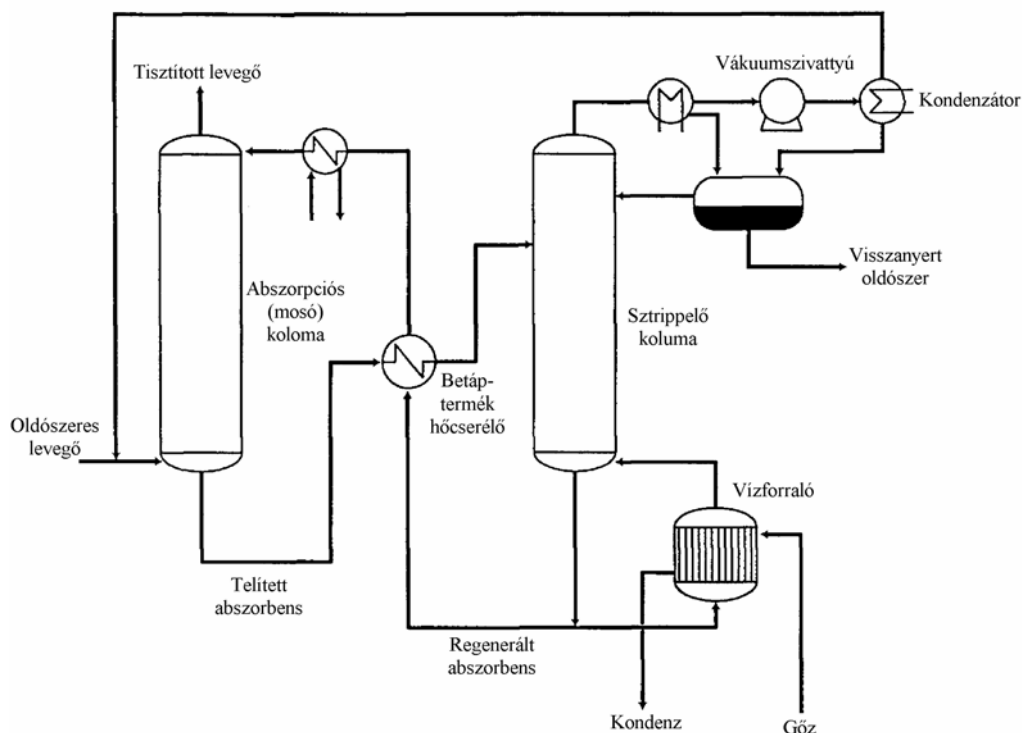 Tisztított levegő
Vákuumszivattyú
Kondenzátor
Visszanyert
oldószer
Abszorpciós
(mosó)
koloma
Sztrippelő
koluma
Betáp-
termék
hőcserélő
Oldószeres
levegő
Vízforraló
Telített
abszorbens
Regenerált
abszorbens
Kondenz
Gőz